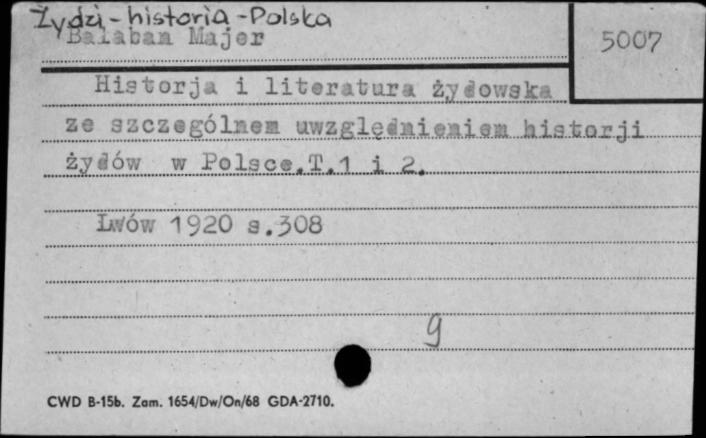 Żydzi - historia - Polska
Bałaban Majer
5007
Historja i literatura żydowska
ze szczególnem uwzględnieniem historji
żydów w Polsce.T.1 i 2.
Lwów 1920 s.308
g
CWD B-15b. Zam. 1654/Dw/On/68 GDA-2710.